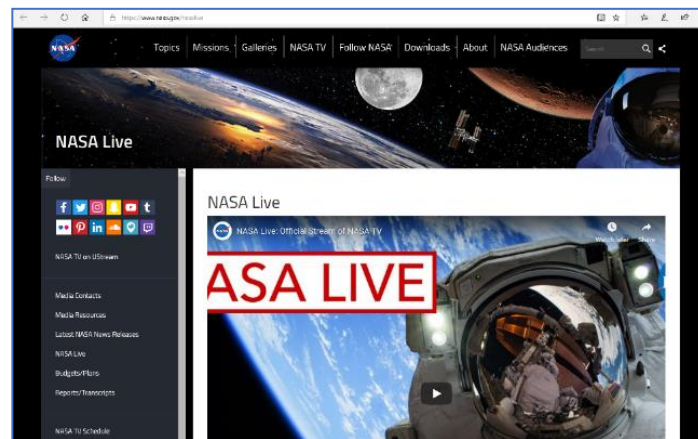 https://www.nasa.gov/nasalive
NASA
Topics Missions Galleries NASA TV Follow NASA Downloads About NASA Audiences Search
NASA Live
Follow
NASA TV on UStream
Media Contacts
Media Resources
Latest NASA News Releases
NASA Live
Budgets/Plans
Reports/Transcripts
NASA TV Schedule
NASA Live
NASA Live: Official Stream of NASA TV
Watch later Share
ASA LIVE